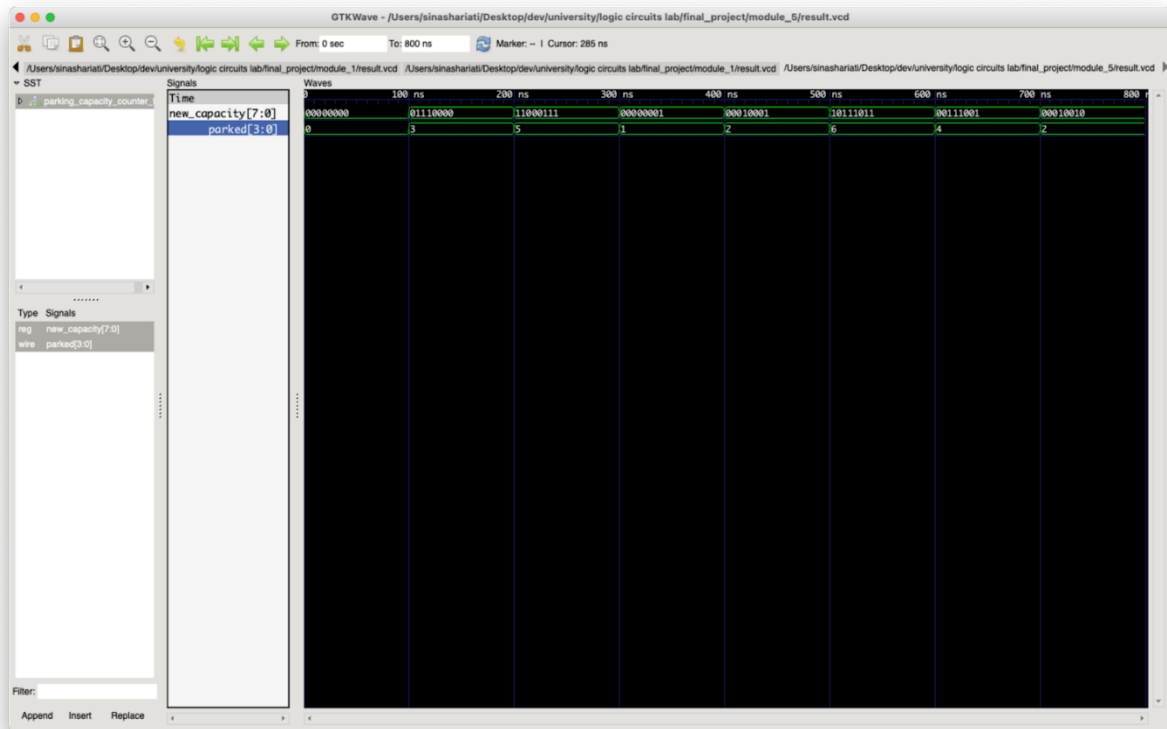 GTKWave - /Users/sinashariati/Desktop/dev/university/logic circuits lab/final_project/module_5/result.vcd
From: 0 sec To: 800 ns Marker: -- | Cursor: 285 ns
/Users/sinashariati/Desktop/dev/university/logic circuits lab/final_project/module_1/result.vcd /Users/sinashariati/Desktop/dev/university/logic circuits lab/final_project/module_1/result.vcd /Users/sinashariati/Desktop/dev/university/logic circuits lab/final_project/module_5/result.vcd
SST
parking_capacity_counter_
Type Signals
reg new_capacity[7:0]
wire parked[3:0]
Filter:
Append Insert Replace
Signals
Time
new_capacity[7:0]
parked[3:0]
Waves
0 100 ns 200 ns 300 ns 400 ns 500 ns 600 ns 700 ns 800
00000000 01110000 11000111 00000001 00010001 10111011 00111001 00010010
0 3 5 1 2 6 4 2